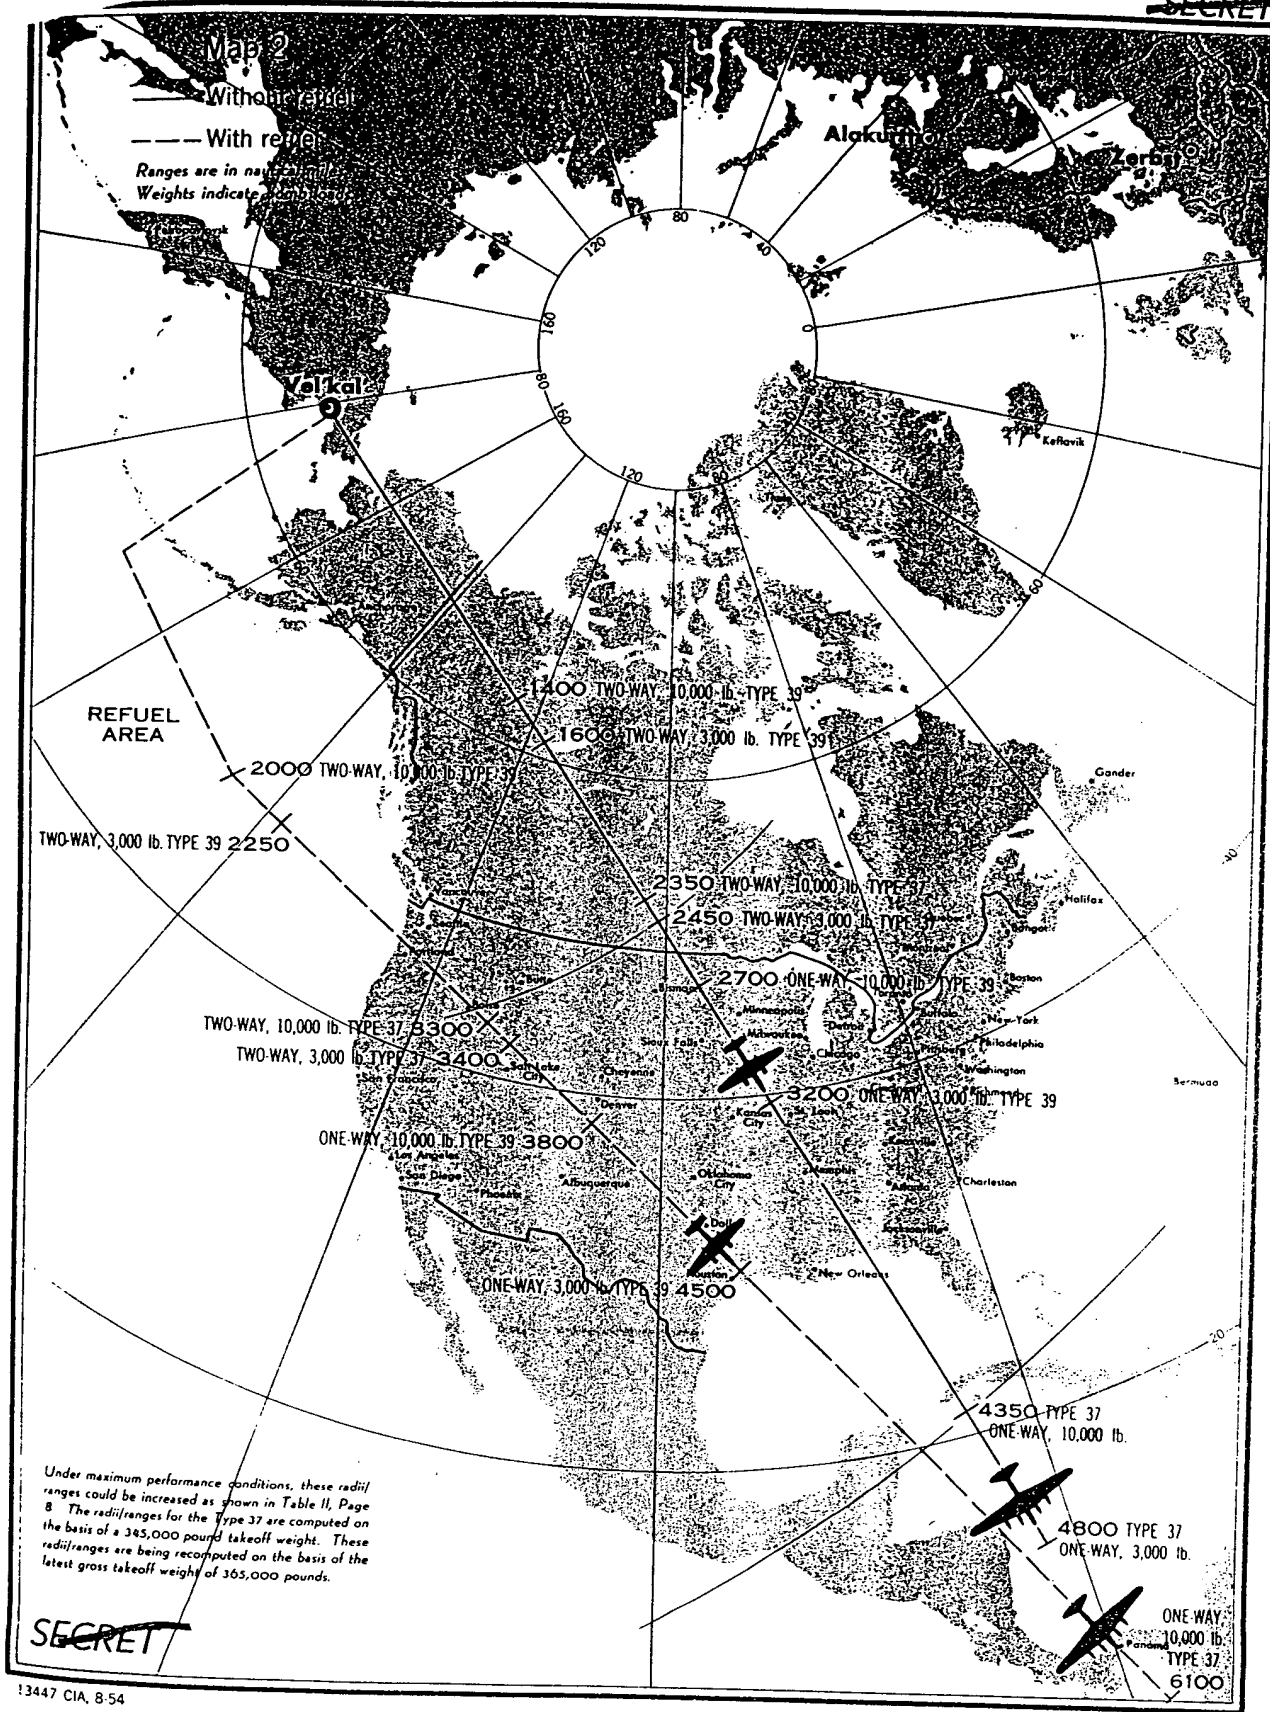 SECRET
Map 2
Without refuel
With refuel
Ranges are in nautical miles
Weights indicate bomb loads
Alakurtti
Zerbst
Petropavlovsk
80
120
40
160
0
80
160
120
80
Vel'kal
Keflavik
Thule
60
Anchorage
REFUEL
AREA
1400 TWO-WAY, 10,000 lb. TYPE 39
1600 TWO-WAY, 3,000 lb. TYPE 39
2000 TWO-WAY, 10,000 lb. TYPE 39
TWO-WAY, 3,000 lb. TYPE 39 2250
Gander
40
2350 TWO-WAY, 10,000 lb. TYPE 37
2450 TWO-WAY, 3,000 lb. TYPE 37
Vancouver
Seattle
Portland
Quebec
Halifax
Bangor
Montreal
2700 ONE-WAY, 10,000 lb. TYPE 39
Boston
Butte
Bismarck
Boise
Toronto
Minneapolis
Buffalo
New York
TWO-WAY, 10,000 lb. TYPE 37 3300
Milwaukee
Detroit
Sioux Falls
Philadelphia
TWO-WAY, 3,000 lb. TYPE 37 3400
Chicago
Pittsburgh
Salt Lake
City
Cheyenne
Washington
San Francisco
Bermuda
3200 ONE-WAY, 3,000 lb. TYPE 39
Richmond
Denver
Kansas
City
St. Louis
ONE-WAY, 10,000 lb. TYPE 39 3800
Knoxville
Los Angeles
San Diego
Phoenix
Albuquerque
Oklahoma
City
Memphis
Atlanta
Charleston
Dallas
Jacksonville
Houston
New Orleans
ONE-WAY, 3,000 lb. TYPE 39 4500
20
4350 TYPE 37
ONE-WAY, 10,000 lb.
4800 TYPE 37
ONE-WAY, 3,000 lb.
Under maximum performance conditions, these radii/
ranges could be increased as shown in Table II, Page
8. The radii/ranges for the Type 37 are computed on
the basis of a 345,000 pound takeoff weight. These
radii/ranges are being recomputed on the basis of the
latest gross takeoff weight of 365,000 pounds.
Panama
ONE-WAY,
10,000 lb.
TYPE 37
6100
SECRET
13447 CIA, 8-54